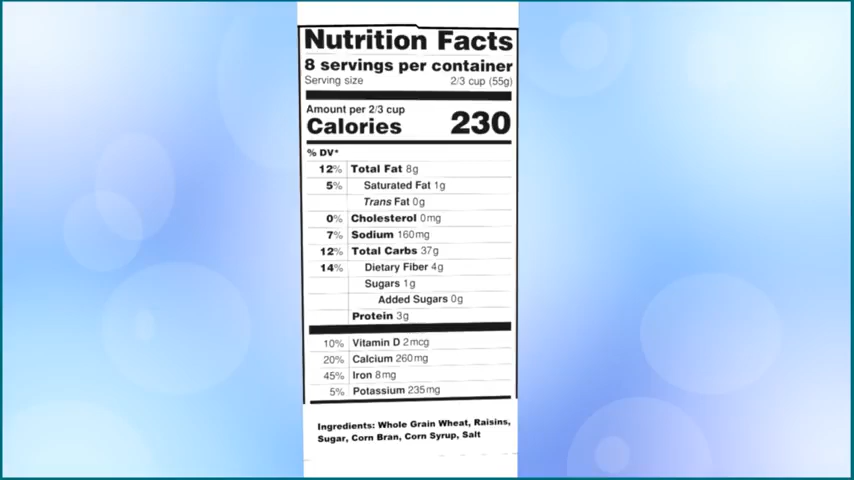 Nutrition Facts
8 servings per container
Serving size 2/3 cup (55g)
Amount per 2/3 cup
Calories 230
% DV*
12% Total Fat 8g
5% Saturated Fat 1g
Trans Fat 0g
0% Cholesterol 0mg
7% Sodium 160mg
12% Total Carbs 37g
14% Dietary Fiber 4g
Sugars 1g
Added Sugars 0g
Protein 3g
10% Vitamin D 2mcg
20% Calcium 260mg
45% Iron 8mg
5% Potassium 235mg
Ingredients: Whole Grain Wheat, Raisins,
Sugar, Corn Bran, Corn Syrup, Salt